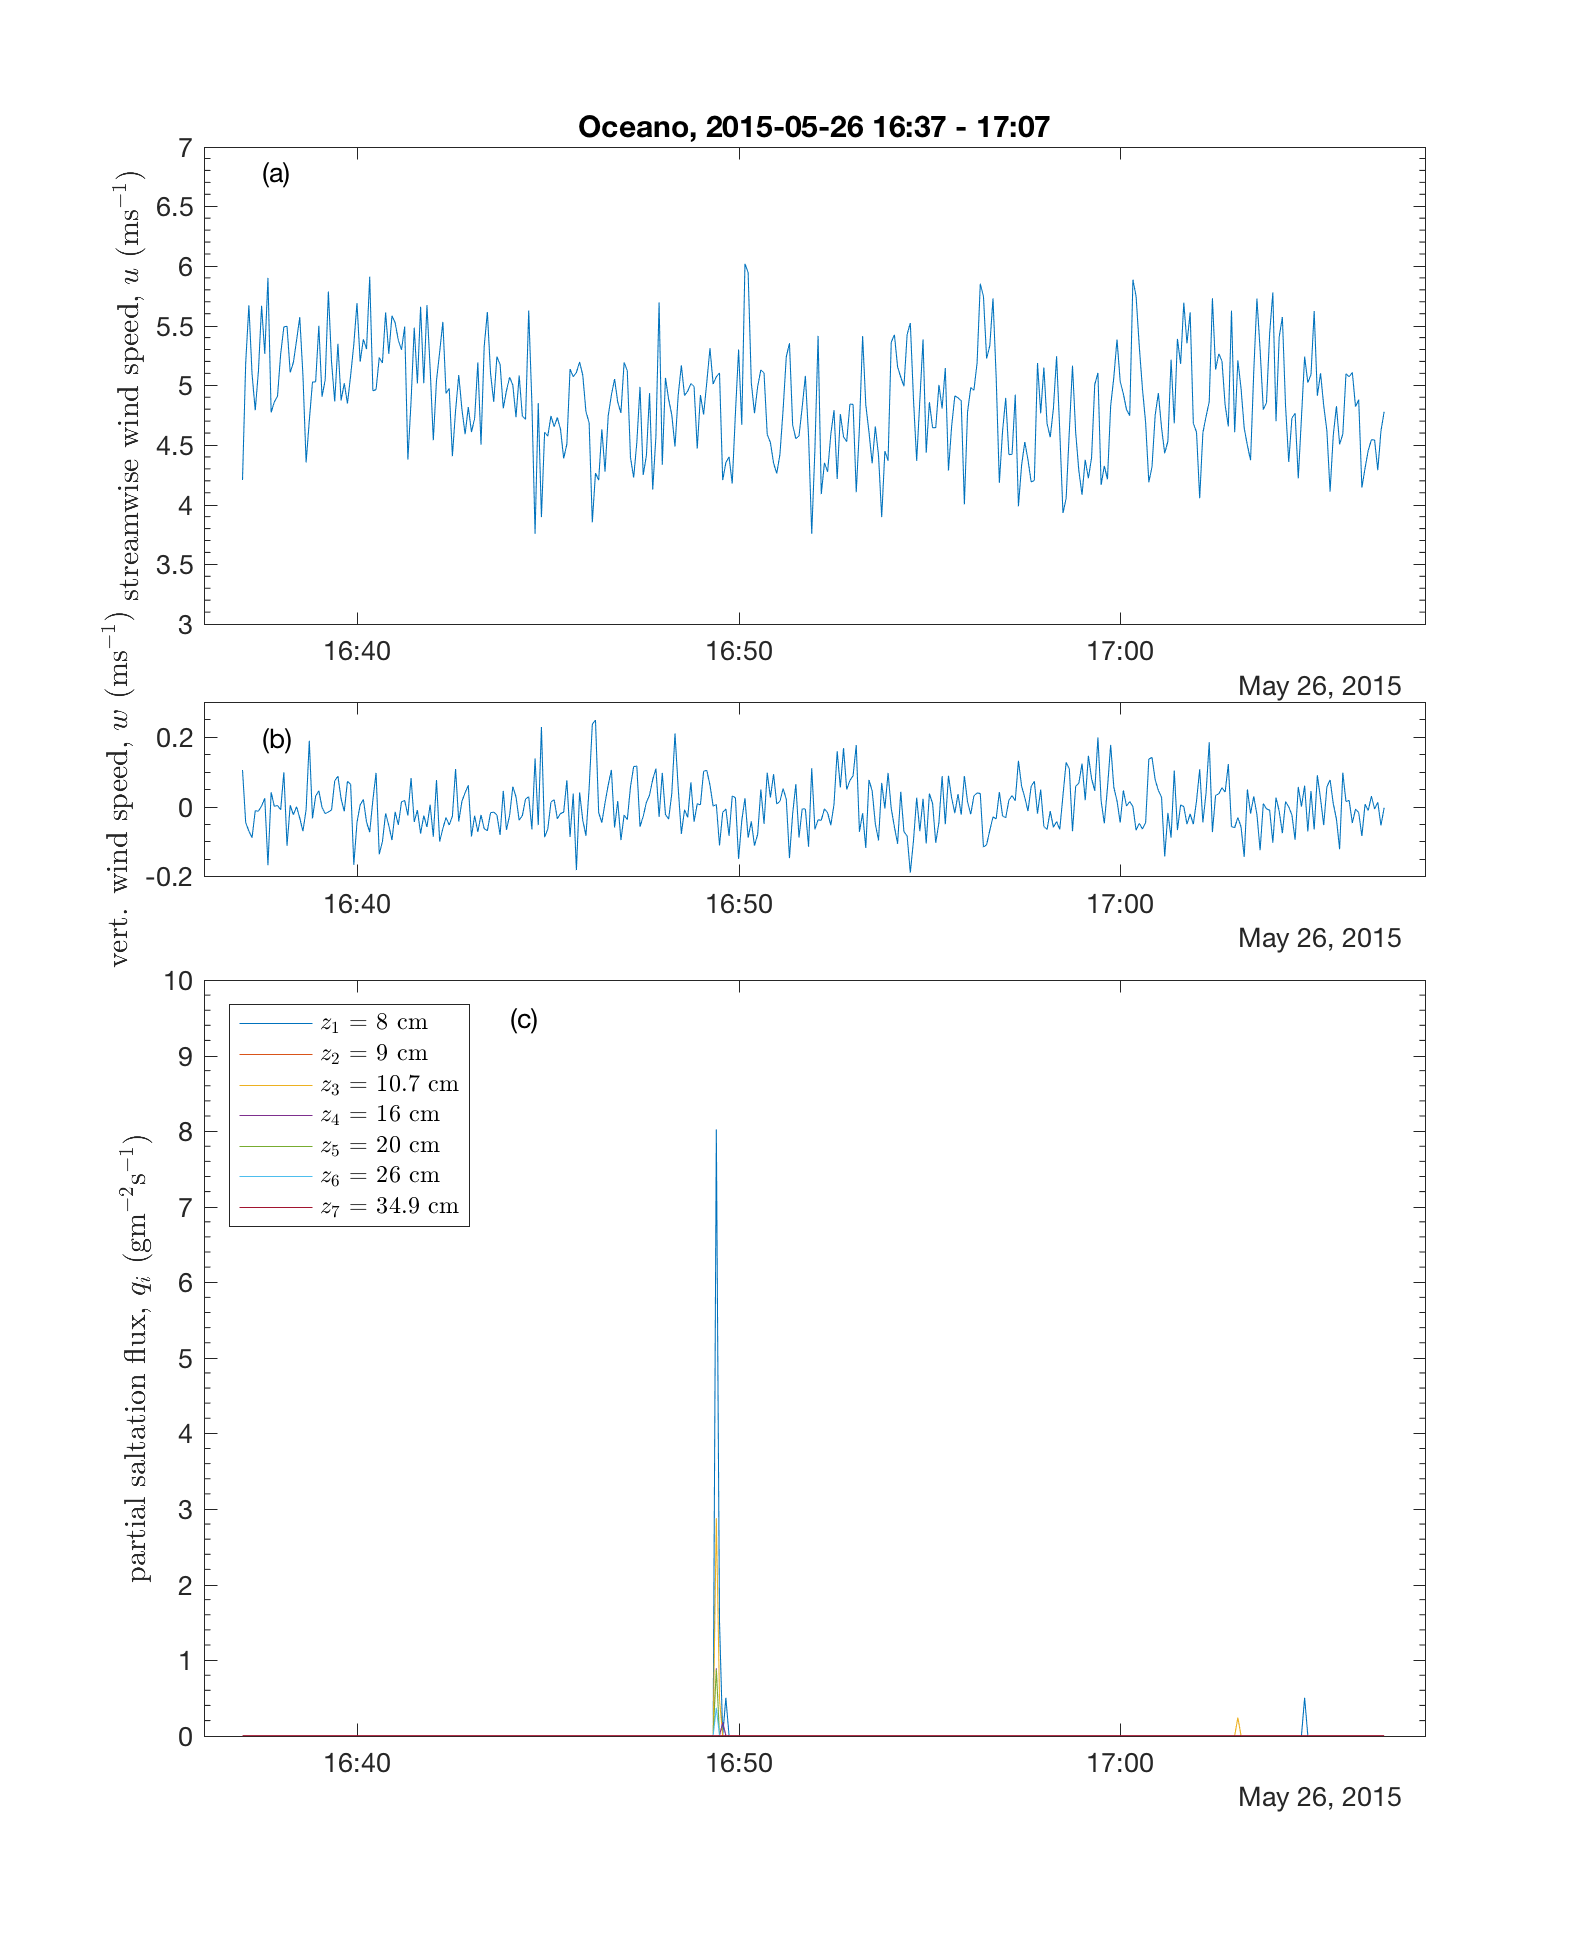 Oceano, 2015-05-26 16:37 - 17:07
(a)
streamwise wind speed, u (ms⁻¹)
7
6.5
6
5.5
5
4.5
4
3.5
3
16:40 16:50 17:00
May 26, 2015
(b)
vert. wind speed, w (ms⁻¹)
0.2
0
-0.2
16:40 16:50 17:00
May 26, 2015
(c)
partial saltation flux, qᵢ (gm⁻²s⁻¹)
10
9
8
7
6
5
4
3
2
1
0
z₁ = 8 cm
z₂ = 9 cm
z₃ = 10.7 cm
z₄ = 16 cm
z₅ = 20 cm
z₆ = 26 cm
z₇ = 34.9 cm
16:40 16:50 17:00
May 26, 2015